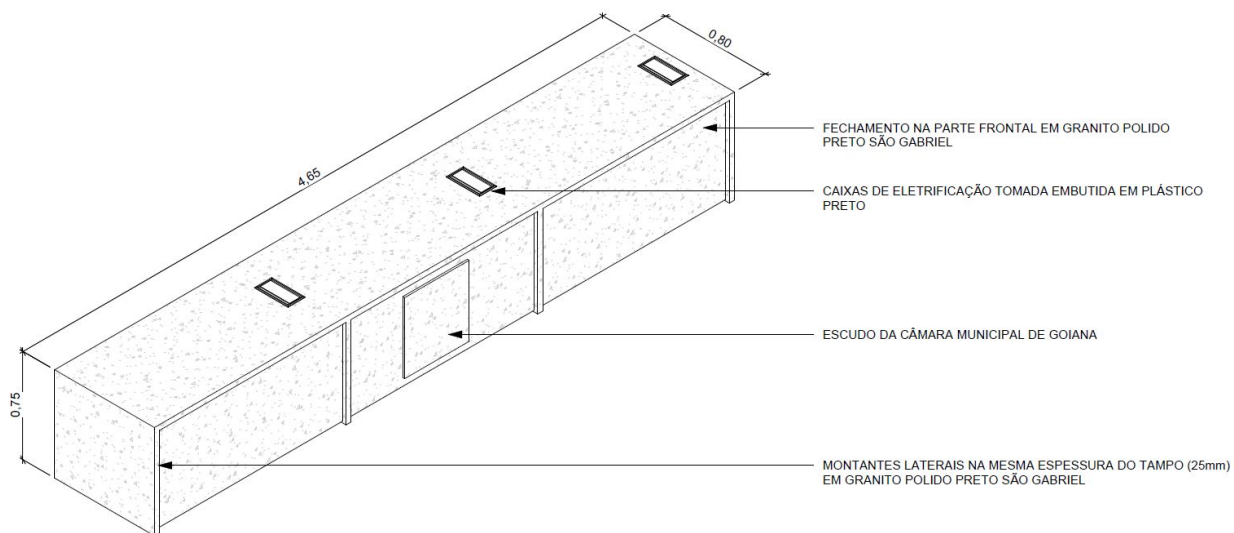 0,80
4,65
0,75
FECHAMENTO NA PARTE FRONTAL EM GRANITO POLIDO
PRETO SÃO GABRIEL
CAIXAS DE ELETRIFICAÇÃO TOMADA EMBUTIDA EM PLÁSTICO
PRETO
ESCUDO DA CÂMARA MUNICIPAL DE GOIANA
MONTANTES LATERAIS NA MESMA ESPESSURA DO TAMPO (25mm)
EM GRANITO POLIDO PRETO SÃO GABRIEL